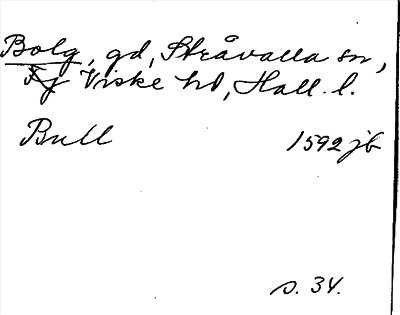 Bolg, gd, Stråvalla sn,
Viske hd, Hall. l.
Bull 1592 jb
s. 34.